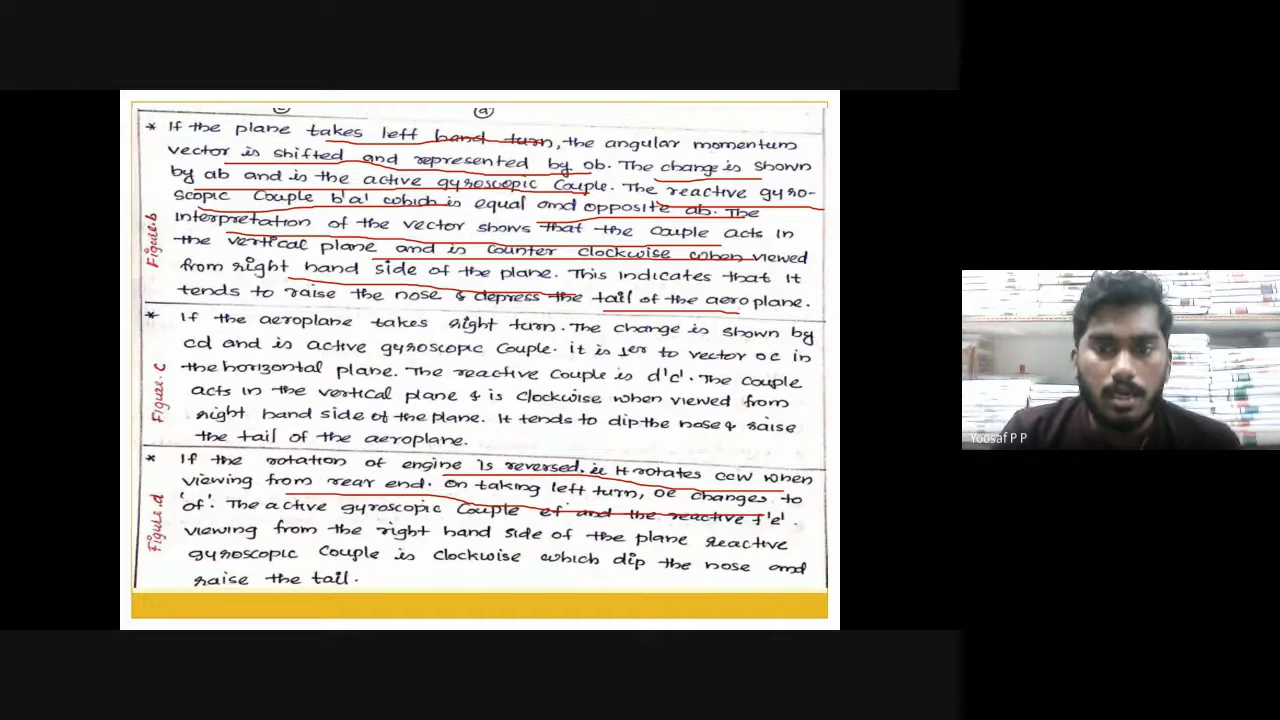 * If the plane takes left hand turn, the angular momentum
vector is shifted and represented by ob. The change is shown
by ab and is the active gyroscopic couple. The reactive gyro-
scopic couple b'a' which is equal and opposite ab. The
interpretation of the vector shows that the couple acts in
the vertical plane and is counter clockwise when viewed
from right hand side of the plane. This indicates that it
tends to raise the nose & depress the tail of the aeroplane.
Figure.b
* If the aeroplane takes right turn. The change is shown by
cd and is active gyroscopic couple. it is ⊥er to vector oc in
the horizontal plane. The reactive couple is d'c'. The couple
acts in the vertical plane & is clockwise when viewed from
right hand side of the plane. It tends to dip the nose & raise
the tail of the aeroplane.
Figure.c
* If the rotation of engine is reversed. ie It rotates ccw when
viewing from rear end. On taking left turn, oe changes to
'of'. The active gyroscopic couple ef and the reactive f'e'.
viewing from the right hand side of the plane reactive
gyroscopic couple is clockwise which dip the nose and
raise the tail.
Figure.d
Yoosaf P P